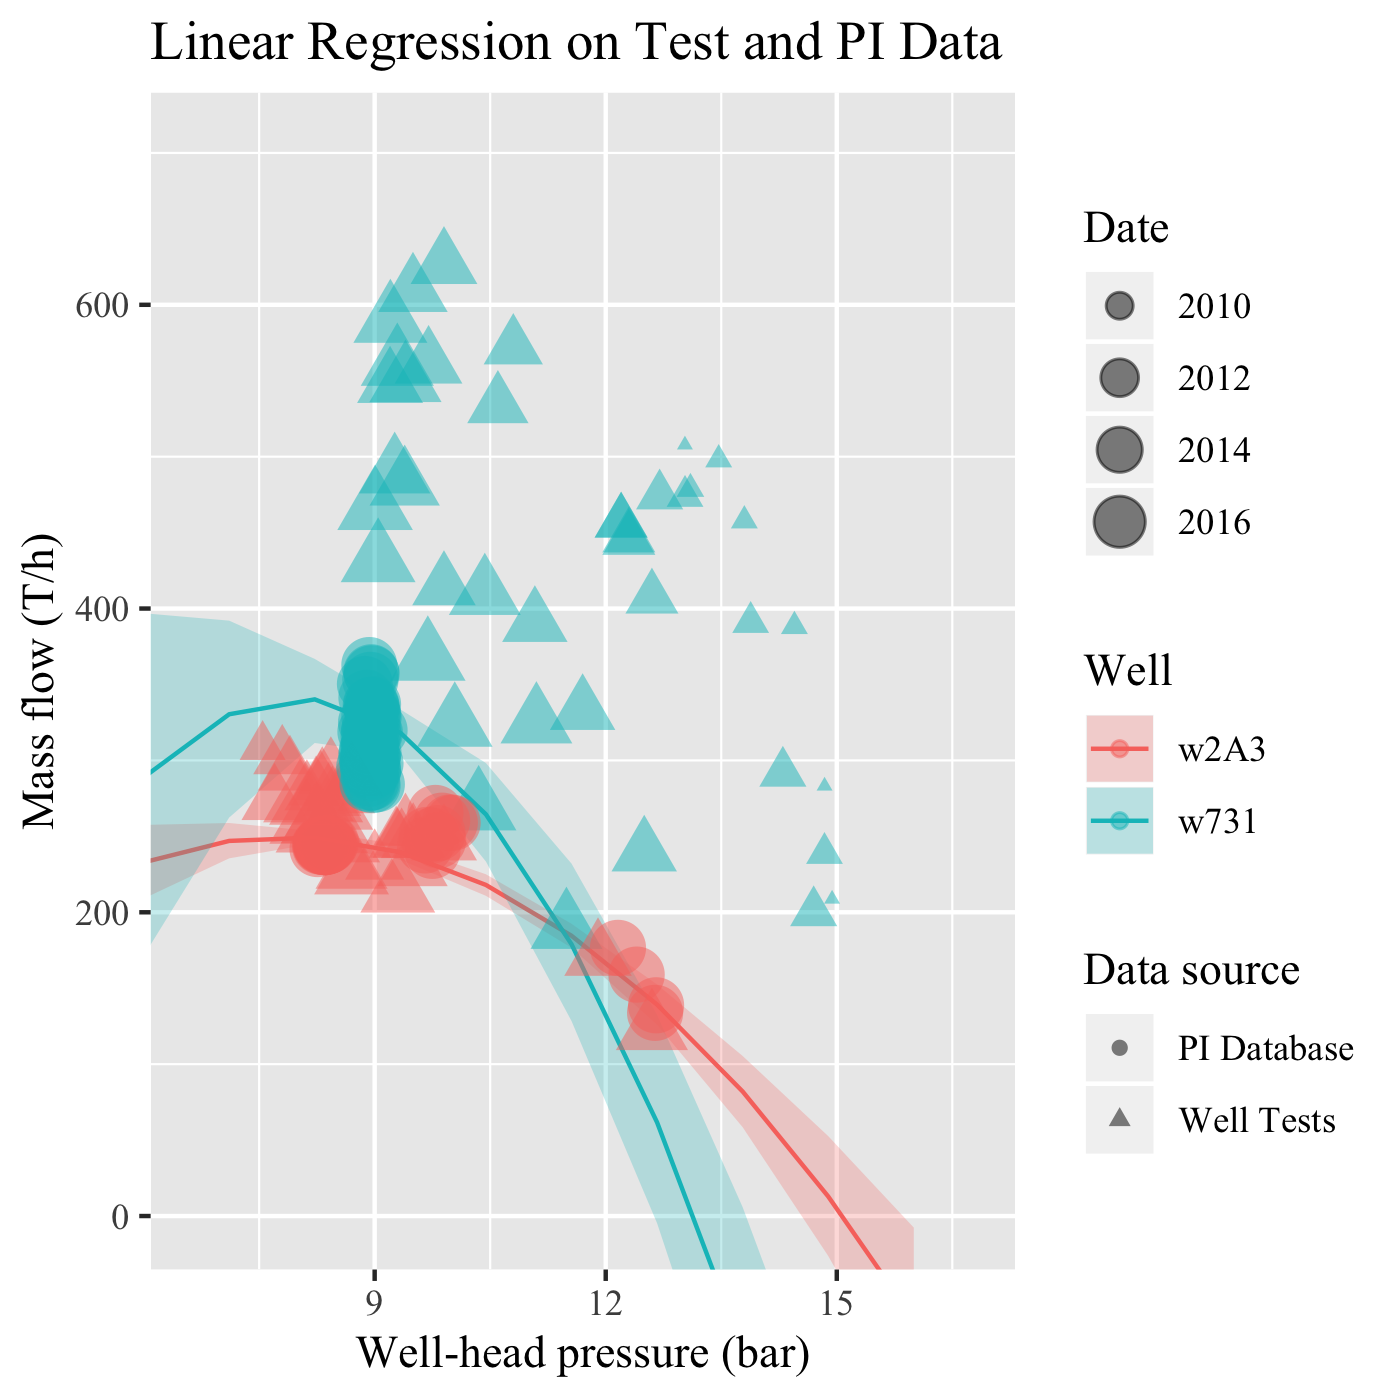 Linear Regression on Test and PI Data
Mass flow (T/h)
600
400
200
0
9
12
15
Well-head pressure (bar)
Date
2010
2012
2014
2016
Well
w2A3
w731
Data source
PI Database
Well Tests